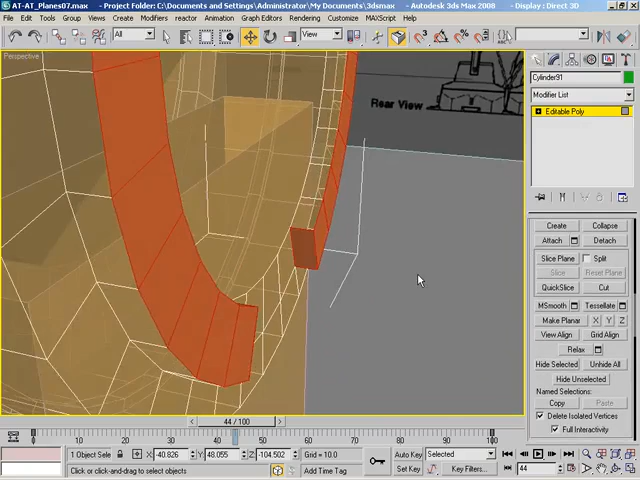 AT-AT_Planes07.max - Project Folder: C:\Documents and Settings\Administrator\My Documents\3dsmax - Autodesk 3ds Max 2008 - Display : Direct 3D
File Edit Tools Group Views Create Modifiers reactor Animation Graph Editors Rendering Customize MAXScript Help
All View
Perspective
Rear View
Cylinder91
Modifier List
Editable Poly
Create Collapse
Attach Detach
Slice Plane Split
Slice Reset Plane
QuickSlice Cut
MSmooth Tessellate
Make Planar X Y Z
View Align Grid Align
Relax
Hide Selected Unhide All
Hide Unselected
Named Selections:
Copy Paste
Delete Isolated Vertices
Full Interactivity
44 / 100
0 10 20 30 40 50 60 70 80 90 100
1 Object Sele X: -40.826 Y: 48.055 Z: -104.502 Grid = 10.0 Auto Key Selected
Click or click-and-drag to select objects Add Time Tag Set Key Key Filters... 44